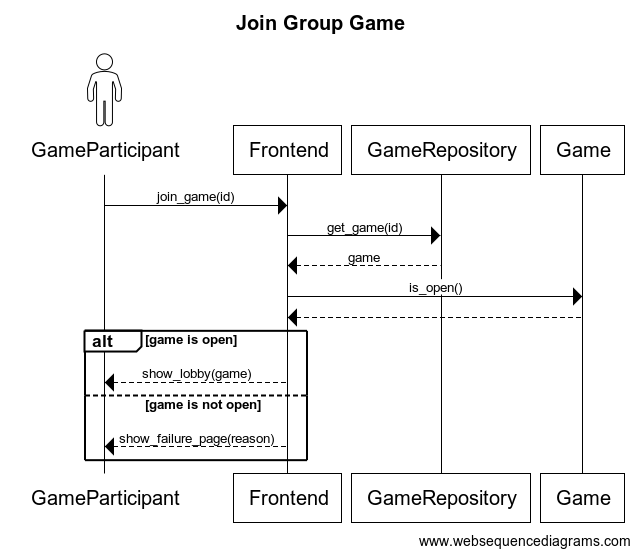 Join Group Game
GameParticipant
Frontend
GameRepository
Game
join_game(id)
get_game(id)
game
is_open()
alt
[game is open]
show_lobby(game)
[game is not open]
show_failure_page(reason)
GameParticipant
Frontend
GameRepository
Game
www.websequencediagrams.com